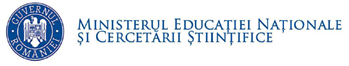 GUVERNUL
ROMÂNIEI
MINISTERUL EDUCAȚIEI NAȚIONALE
ȘI CERCETĂRII ȘTIINȚIFICE